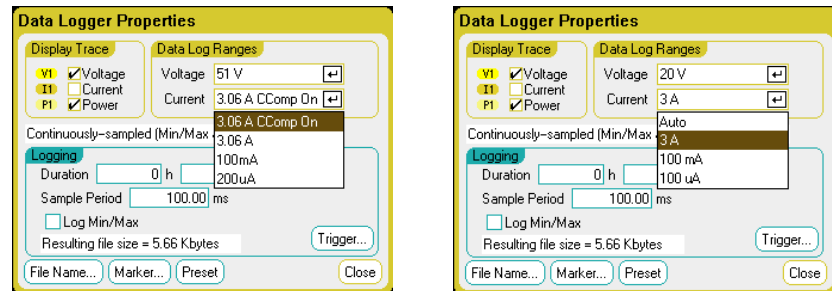 Data Logger Properties
Display Trace
Data Log Ranges
V1 Voltage
I1 Current
P1 Power
Voltage 51 V
Current 3.06 A CComp On
3.06 A CComp On
3.06 A
100mA
200uA
Continuously-sampled (Min/Max
Logging
Duration 0 h
Sample Period 100.00 ms
Log Min/Max
Resulting file size = 5.66 Kbytes
Trigger...
File Name... Marker... Preset Close
Data Logger Properties
Display Trace
Data Log Ranges
V1 Voltage
I1 Current
P1 Power
Voltage 20 V
Current 3 A
Auto
3 A
100 mA
100 uA
Continuously-sampled (Min/Max
Logging
Duration 0 h
Sample Period 100.00 ms
Log Min/Max
Resulting file size = 5.66 Kbytes
Trigger...
File Name... Marker... Preset Close